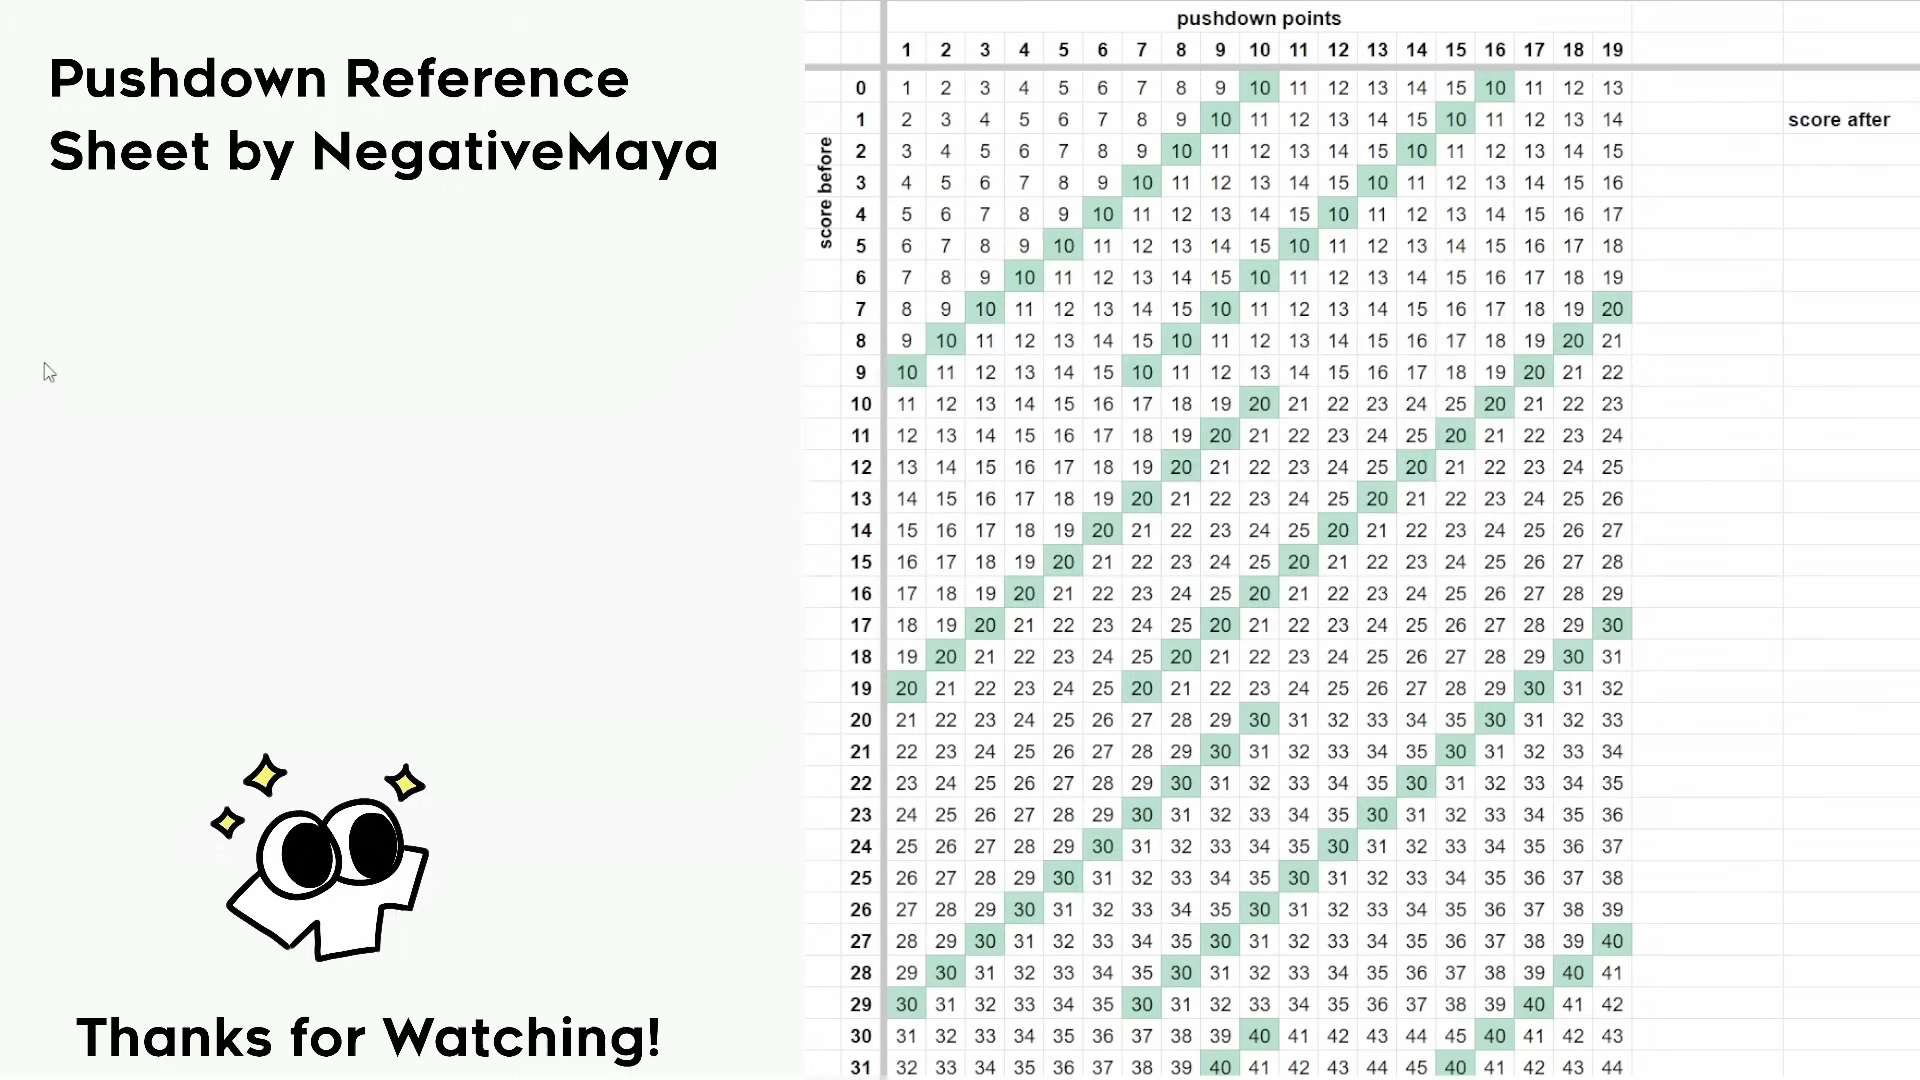 Pushdown Reference
Sheet by NegativeMaya
Thanks for Watching!
pushdown points
1 2 3 4 5 6 7 8 9 10 11 12 13 14 15 16 17 18 19
score before
score after
0 1 2 3 4 5 6 7 8 9 10 11 12 13 14 15 10 11 12 13
1 2 3 4 5 6 7 8 9 10 11 12 13 14 15 10 11 12 13 14
2 3 4 5 6 7 8 9 10 11 12 13 14 15 10 11 12 13 14 15
3 4 5 6 7 8 9 10 11 12 13 14 15 10 11 12 13 14 15 16
4 5 6 7 8 9 10 11 12 13 14 15 10 11 12 13 14 15 16 17
5 6 7 8 9 10 11 12 13 14 15 10 11 12 13 14 15 16 17 18
6 7 8 9 10 11 12 13 14 15 10 11 12 13 14 15 16 17 18 19
7 8 9 10 11 12 13 14 15 10 11 12 13 14 15 16 17 18 19 20
8 9 10 11 12 13 14 15 10 11 12 13 14 15 16 17 18 19 20 21
9 10 11 12 13 14 15 10 11 12 13 14 15 16 17 18 19 20 21 22
10 11 12 13 14 15 16 17 18 19 20 21 22 23 24 25 20 21 22 23
11 12 13 14 15 16 17 18 19 20 21 22 23 24 25 20 21 22 23 24
12 13 14 15 16 17 18 19 20 21 22 23 24 25 20 21 22 23 24 25
13 14 15 16 17 18 19 20 21 22 23 24 25 20 21 22 23 24 25 26
14 15 16 17 18 19 20 21 22 23 24 25 20 21 22 23 24 25 26 27
15 16 17 18 19 20 21 22 23 24 25 20 21 22 23 24 25 26 27 28
16 17 18 19 20 21 22 23 24 25 20 21 22 23 24 25 26 27 28 29
17 18 19 20 21 22 23 24 25 20 21 22 23 24 25 26 27 28 29 30
18 19 20 21 22 23 24 25 20 21 22 23 24 25 26 27 28 29 30 31
19 20 21 22 23 24 25 20 21 22 23 24 25 26 27 28 29 30 31 32
20 21 22 23 24 25 26 27 28 29 30 31 32 33 34 35 30 31 32 33
21 22 23 24 25 26 27 28 29 30 31 32 33 34 35 30 31 32 33 34
22 23 24 25 26 27 28 29 30 31 32 33 34 35 30 31 32 33 34 35
23 24 25 26 27 28 29 30 31 32 33 34 35 30 31 32 33 34 35 36
24 25 26 27 28 29 30 31 32 33 34 35 30 31 32 33 34 35 36 37
25 26 27 28 29 30 31 32 33 34 35 30 31 32 33 34 35 36 37 38
26 27 28 29 30 31 32 33 34 35 30 31 32 33 34 35 36 37 38 39
27 28 29 30 31 32 33 34 35 30 31 32 33 34 35 36 37 38 39 40
28 29 30 31 32 33 34 35 30 31 32 33 34 35 36 37 38 39 40 41
29 30 31 32 33 34 35 30 31 32 33 34 35 36 37 38 39 40 41 42
30 31 32 33 34 35 36 37 38 39 40 41 42 43 44 45 40 41 42 43
31 32 33 34 35 36 37 38 39 40 41 42 43 44 45 40 41 42 43 44